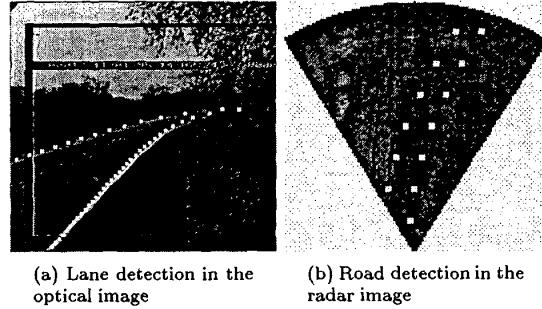 (a) Lane detection in the
optical image
(b) Road detection in the
radar image